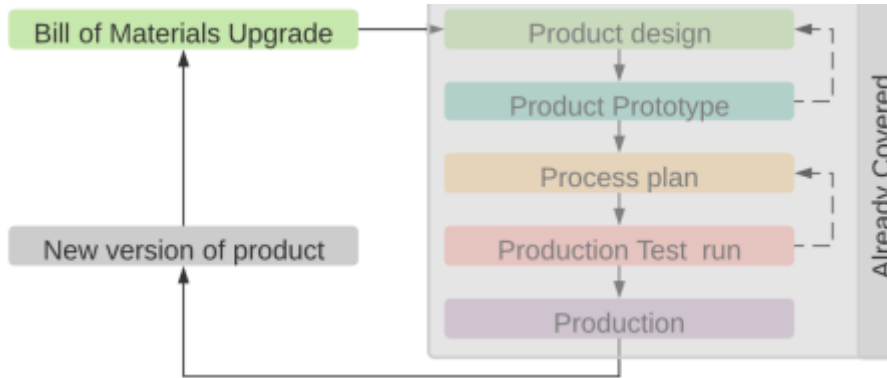 Bill of Materials Upgrade
Product design
Product Prototype
Process plan
New version of product
Production Test run
Production
Already Covered